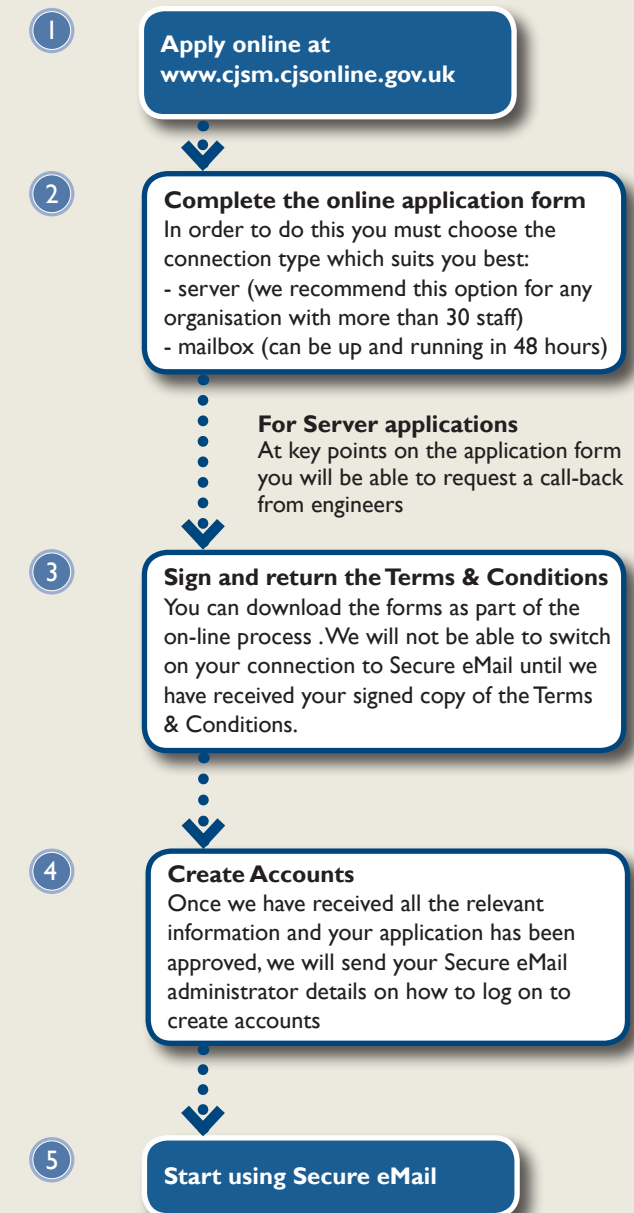 1
Apply online at
www.cjsm.cjsonline.gov.uk
2
Complete the online application form
In order to do this you must choose the
connection type which suits you best:
- server (we recommend this option for any
organisation with more than 30 staff)
- mailbox (can be up and running in 48 hours)
For Server applications
At key points on the application form
you will be able to request a call-back
from engineers
3
Sign and return the Terms & Conditions
You can download the forms as part of the
on-line process . We will not be able to switch
on your connection to Secure eMail until we
have received your signed copy of the Terms
& Conditions.
4
Create Accounts
Once we have received all the relevant
information and your application has been
approved, we will send your Secure eMail
administrator details on how to log on to
create accounts
5
Start using Secure eMail